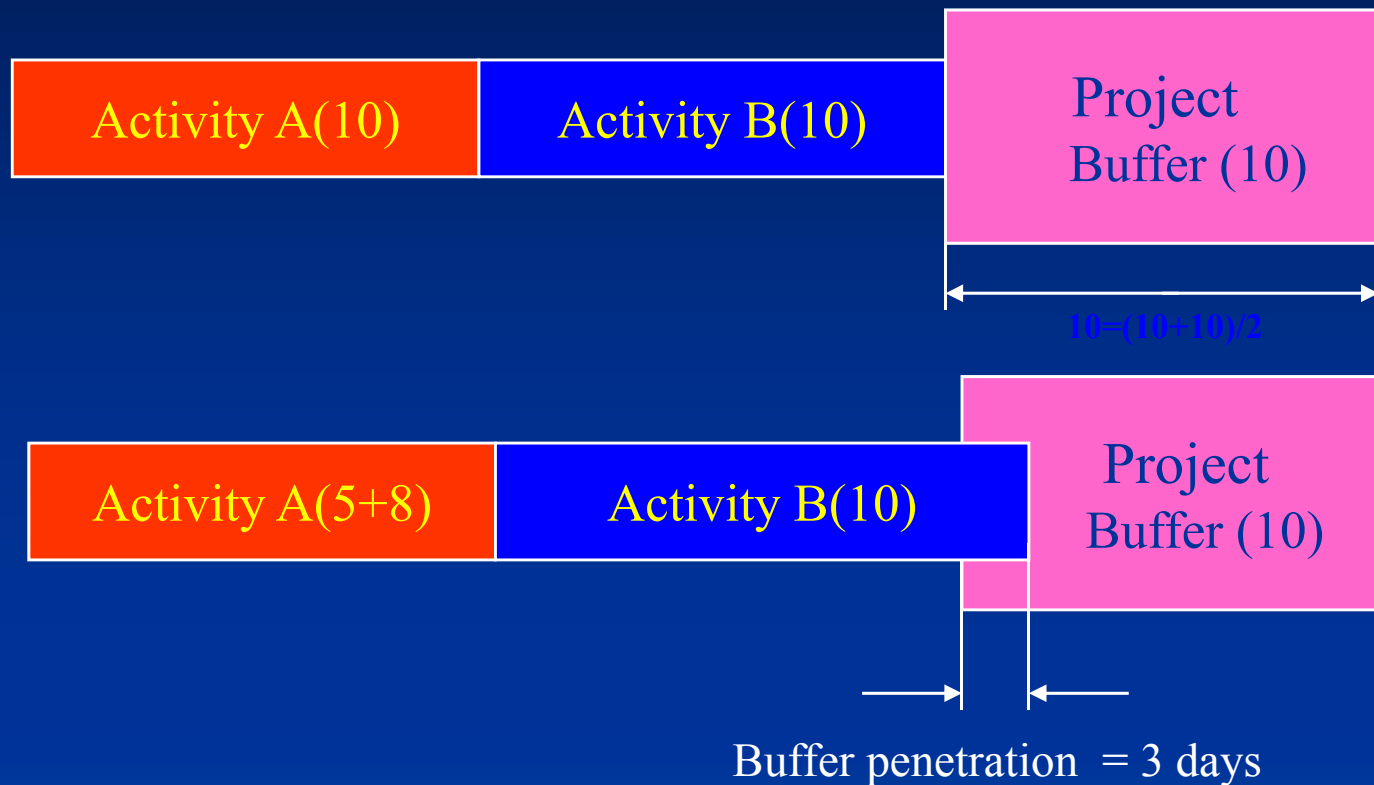 Activity A(10)
Activity B(10)
Project
Buffer (10)
10=(10+10)/2
Activity A(5+8)
Activity B(10)
Project
Buffer (10)
Buffer penetration = 3 days